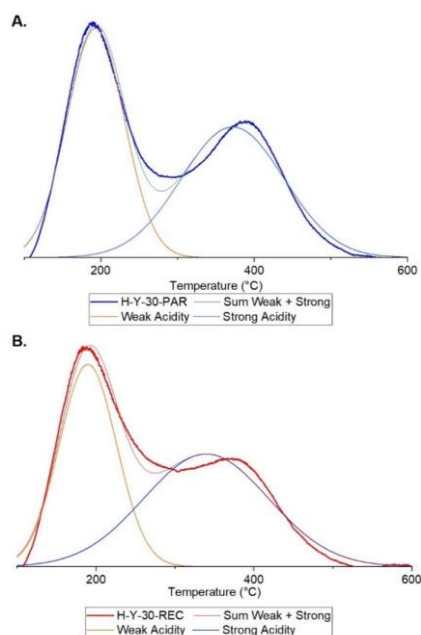 A.
200 400 600
Temperature (°C)
H-Y-30-PAR Sum Weak + Strong
Weak Acidity Strong Acidity
B.
200 400 600
Temperature (°C)
H-Y-30-REC Sum Weak + Strong
Weak Acidity Strong Acidity